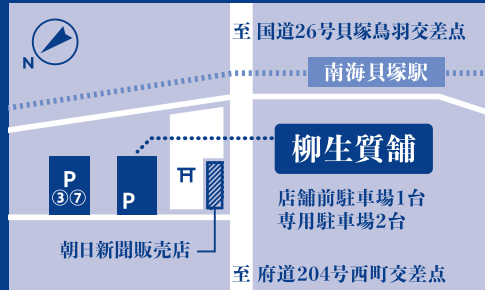 至 国道26号貝塚鳥羽交差点
N
南海貝塚駅
柳生質舗
P
③⑦
P
店舗前駐車場1台
専用駐車場2台
朝日新聞販売店
至 府道204号西町交差点